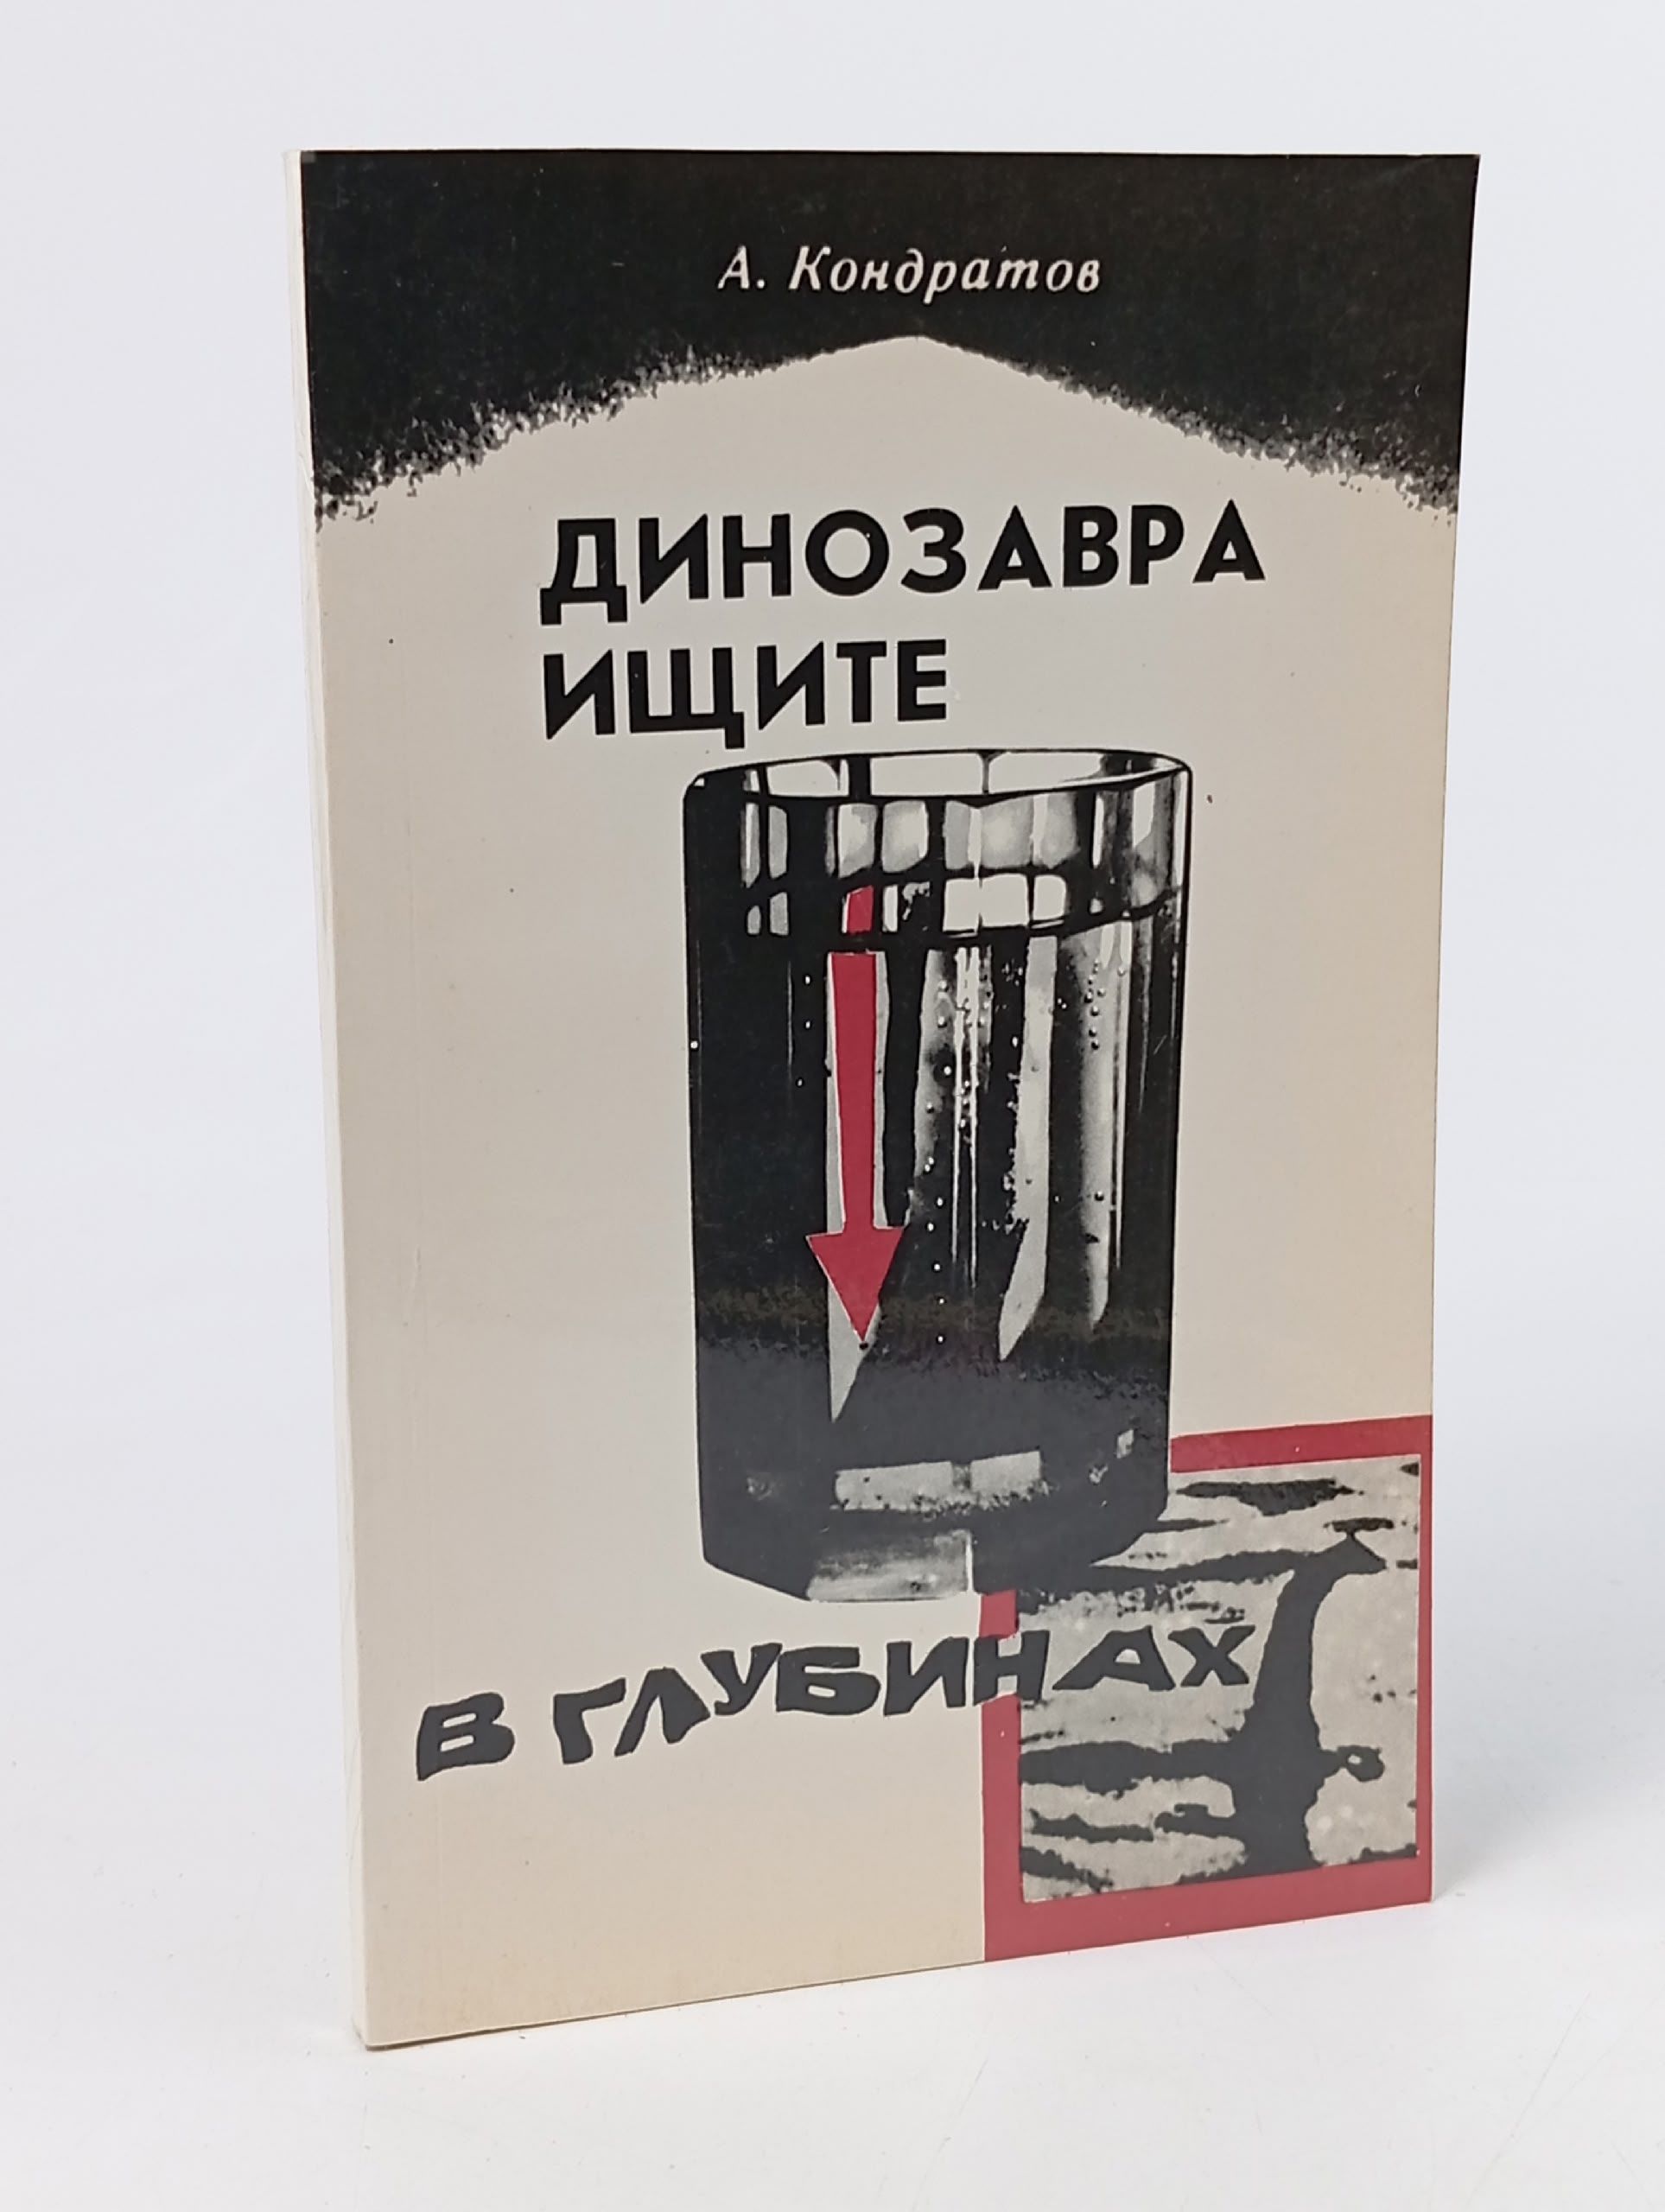 А. Кондратов
ДИНОЗАВРА
ИЩИТЕ
В ГЛУБИНАХ